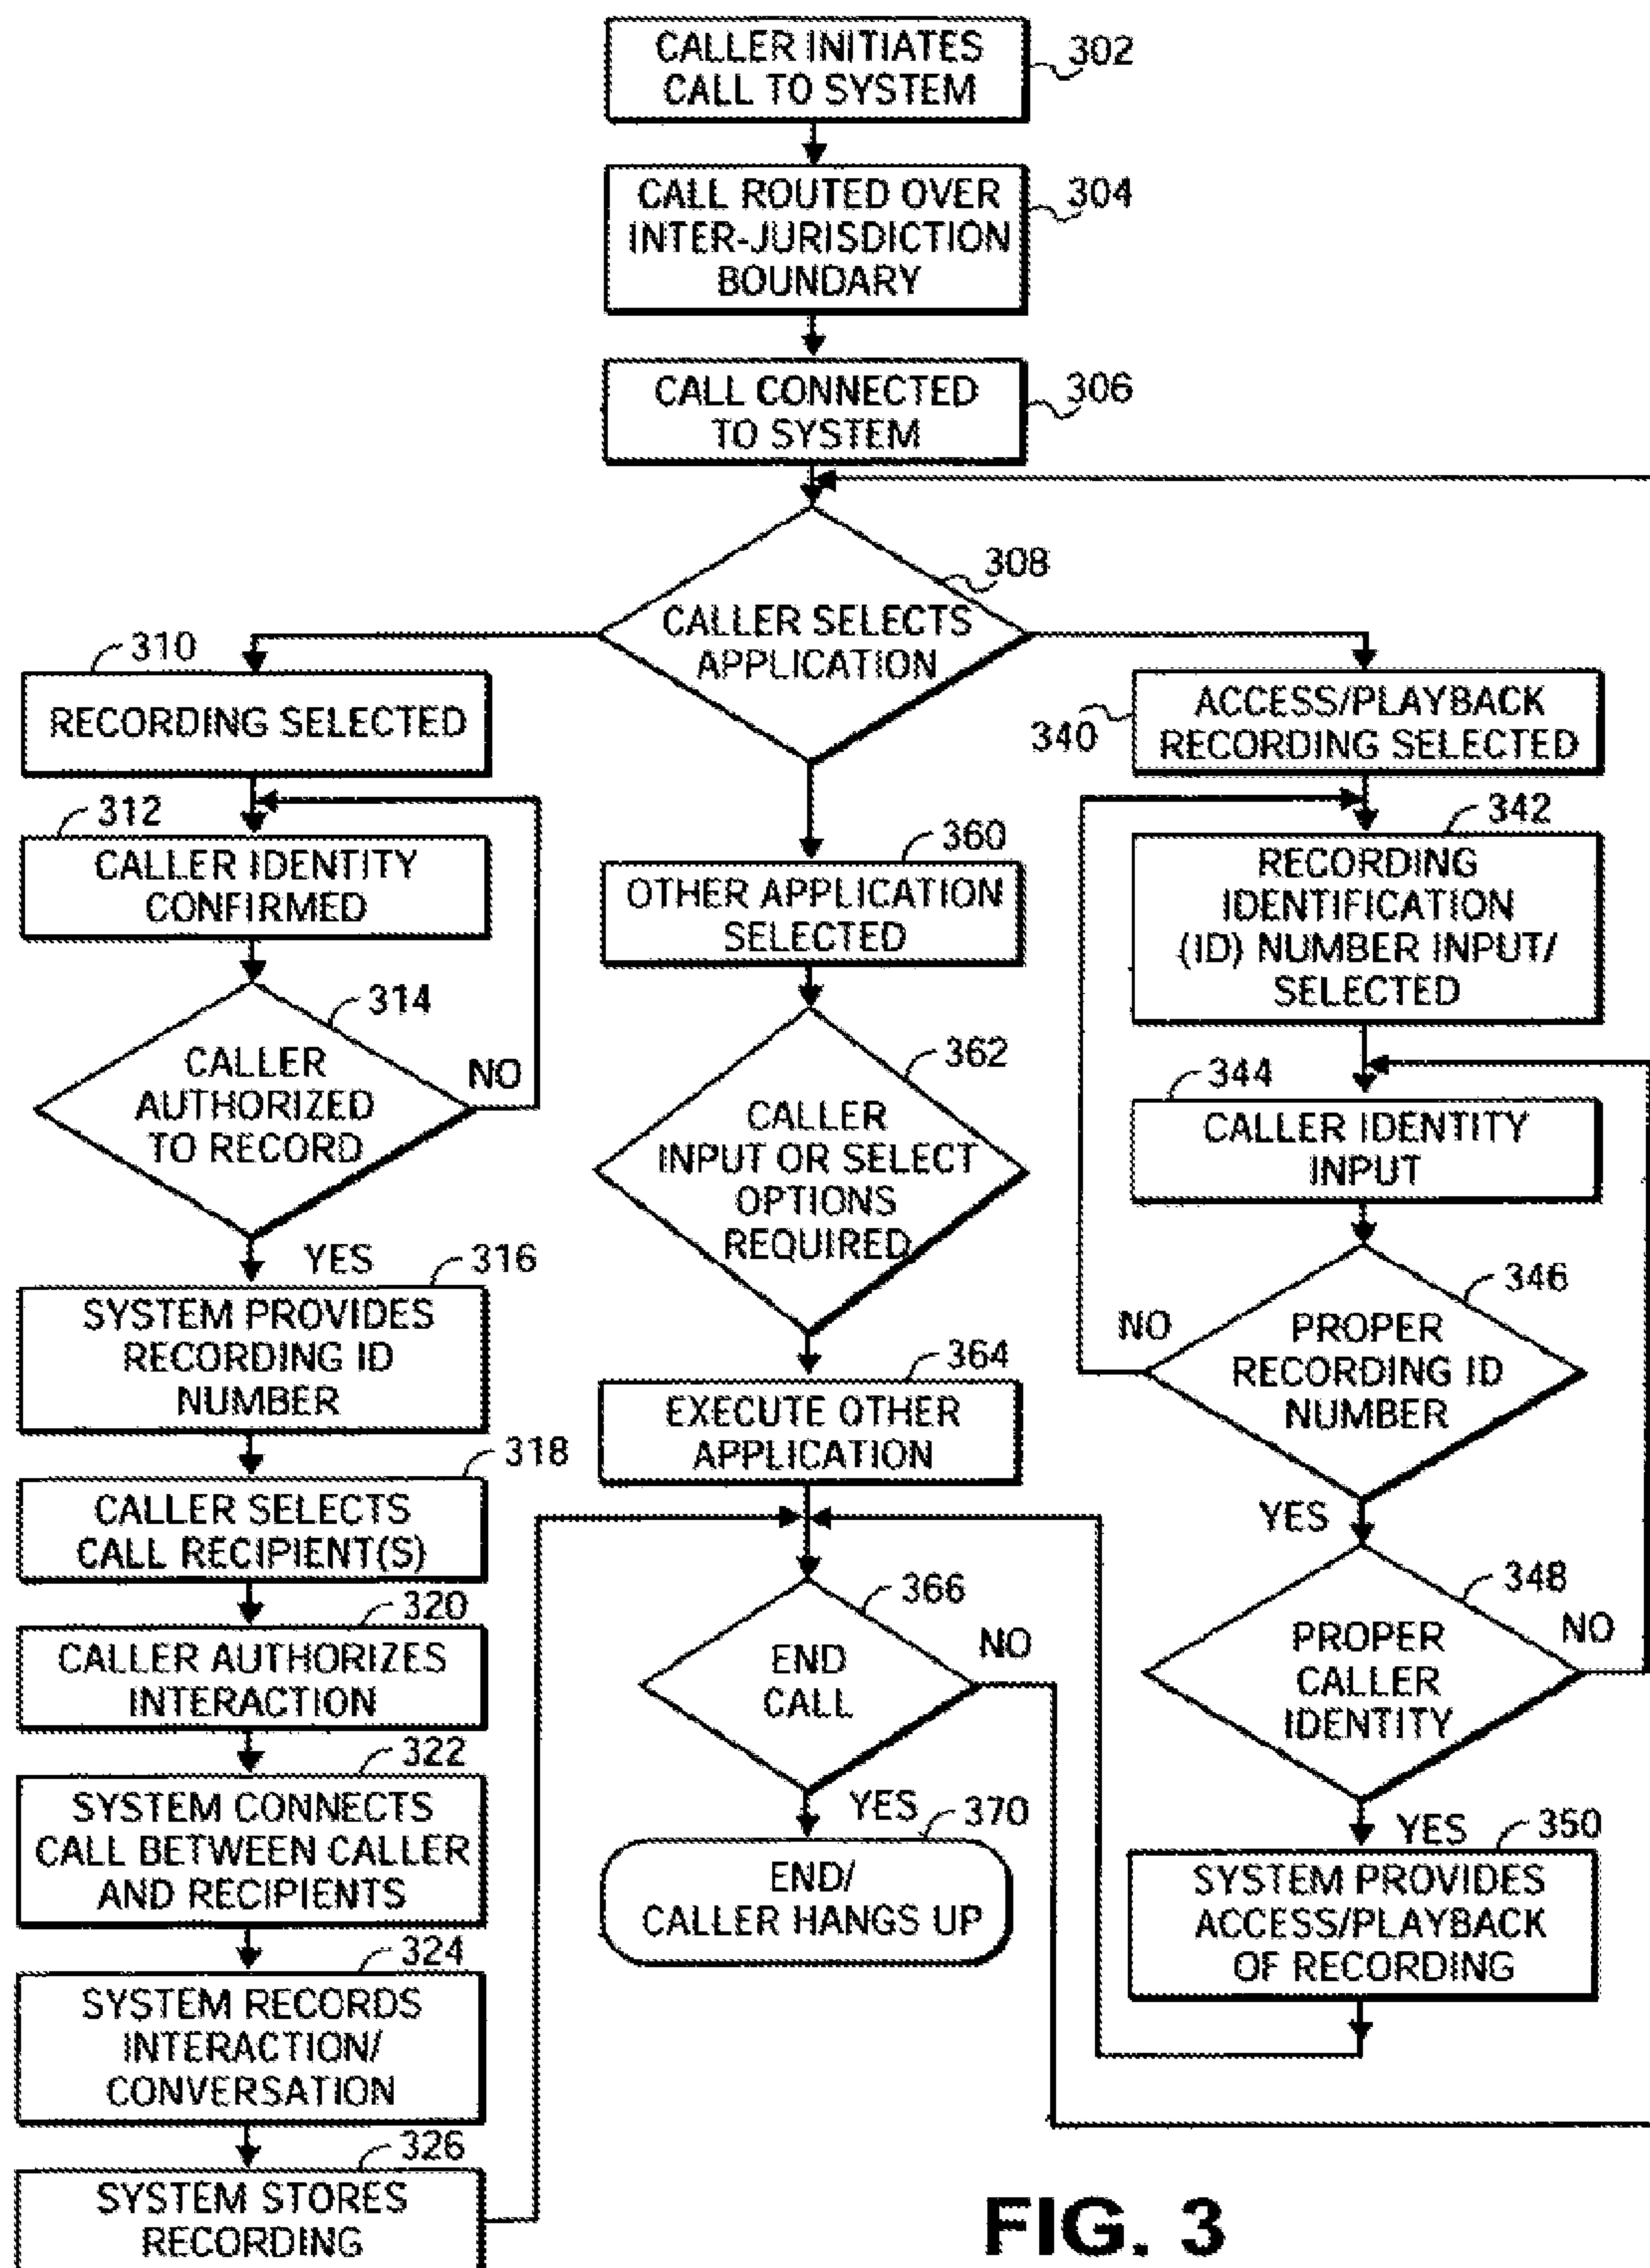 CALLER INITIATES
CALL TO SYSTEM
302
CALL ROUTED OVER
INTER-JURISDICTION
BOUNDARY
304
CALL CONNECTED
TO SYSTEM
306
308
CALLER SELECTS
APPLICATION
310
RECORDING SELECTED
312
CALLER IDENTITY
CONFIRMED
314
CALLER
AUTHORIZED
TO RECORD
NO
YES
316
SYSTEM PROVIDES
RECORDING ID
NUMBER
318
CALLER SELECTS
CALL RECIPIENT(S)
320
CALLER AUTHORIZES
INTERACTION
322
SYSTEM CONNECTS
CALL BETWEEN CALLER
AND RECIPIENTS
324
SYSTEM RECORDS
INTERACTION/
CONVERSATION
326
SYSTEM STORES
RECORDING
360
OTHER APPLICATION
SELECTED
362
CALLER
INPUT OR SELECT
OPTIONS
REQUIRED
364
EXECUTE OTHER
APPLICATION
366
END
CALL
NO
YES
370
END/
CALLER HANGS UP
340
ACCESS/PLAYBACK
RECORDING SELECTED
342
RECORDING
IDENTIFICATION
(ID) NUMBER INPUT/
SELECTED
344
CALLER IDENTITY
INPUT
346
PROPER
RECORDING ID
NUMBER
NO
YES
348
PROPER
CALLER
IDENTITY
NO
YES
350
SYSTEM PROVIDES
ACCESS/PLAYBACK
OF RECORDING
FIG. 3